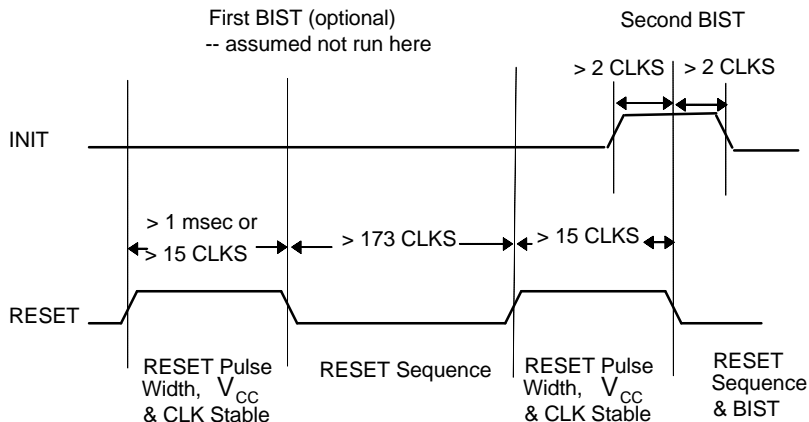 First BIST (optional)
-- assumed not run here
Second BIST
> 2 CLKS
> 2 CLKS
INIT
> 1 msec or
> 15 CLKS
> 173 CLKS
> 15 CLKS
RESET
RESET Pulse
Width, VCC
& CLK Stable
RESET Sequence
RESET Pulse
Width, VCC
& CLK Stable
RESET
Sequence
& BIST